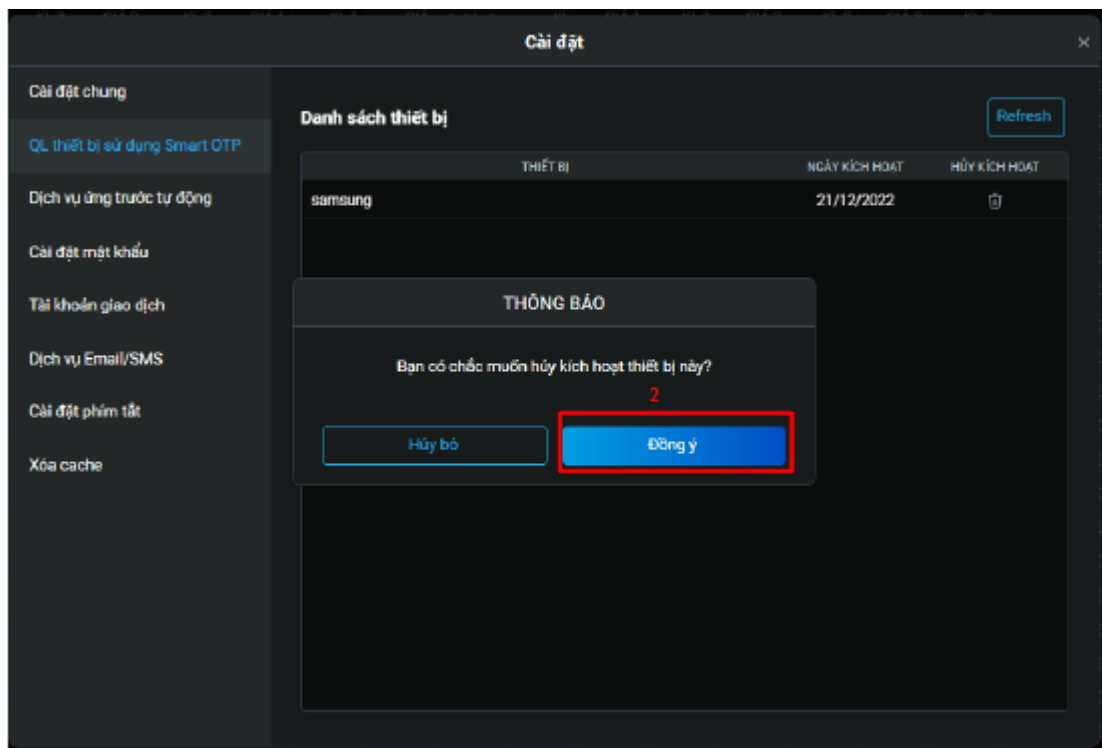 Cài đặt
×
Cài đặt chung
QL thiết bị sử dụng Smart OTP
Dịch vụ ứng trước tự động
Cài đặt mật khẩu
Tài khoản giao dịch
Dịch vụ Email/SMS
Cài đặt phím tắt
Xóa cache
Danh sách thiết bị
Refresh
THIẾT BỊ NGÀY KÍCH HOẠT HỦY KÍCH HOẠT
samsung 21/12/2022
THÔNG BÁO
Bạn có chắc muốn hủy kích hoạt thiết bị này?
2
Hủy bỏ Đồng ý